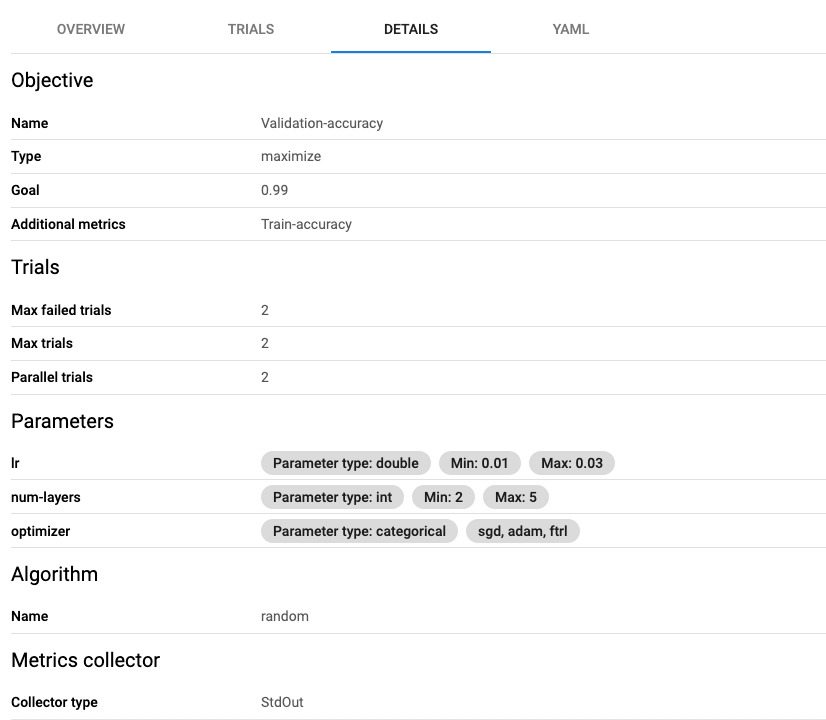 OVERVIEW TRIALS DETAILS YAML
Objective
Name Validation-accuracy
Type maximize
Goal 0.99
Additional metrics Train-accuracy
Trials
Max failed trials 2
Max trials 2
Parallel trials 2
Parameters
lr Parameter type: double Min: 0.01 Max: 0.03
num-layers Parameter type: int Min: 2 Max: 5
optimizer Parameter type: categorical sgd, adam, ftrl
Algorithm
Name random
Metrics collector
Collector type StdOut